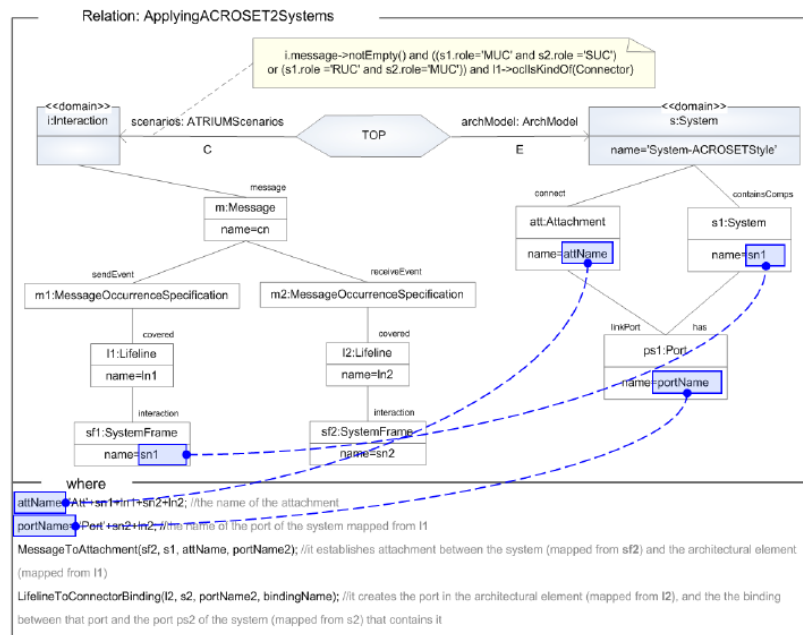 Relation: ApplyingACROSET2Systems
i.message->notEmpty() and ((s1.role='MUC' and s2.role ='SUC')
or (s1.role ='RUC' and s2.role='MUC')) and l1->oclIsKindOf(Connector)
<<domain>>
i:Interaction
scenarios: ATRIUMScenarios
C
TOP
archModel: ArchModel
E
<<domain>>
s:System
name='System-ACROSETStyle'
message
m:Message
name=cn
connect
att:Attachment
name=attName
containsComps
s1:System
name=sn1
sendEvent
m1:MessageOccurrenceSpecification
receiveEvent
m2:MessageOccurrenceSpecification
linkPort
has
ps1:Port
name=portName
covered
l1:Lifeline
name=ln1
covered
l2:Lifeline
name=ln2
interaction
sf1:SystemFrame
name=sn1
interaction
sf2:SystemFrame
name=sn2
where
attName='Att'+sn1+ln1+sn2+ln2; //the name of the attachment
portName='Port'+sn2+ln2; //the name of the port of the system mapped from l1
MessageToAttachment(sf2, s1, attName, portName2); //it establishes attachment between the system (mapped from sf2) and the architectural element
(mapped from l1)
LifelineToConnectorBinding(l2, s2, portName2, bindingName); //it creates the port in the architectural element (mapped from l2), and the the binding
between that port and the port ps2 of the system (mapped from s2) that contains it